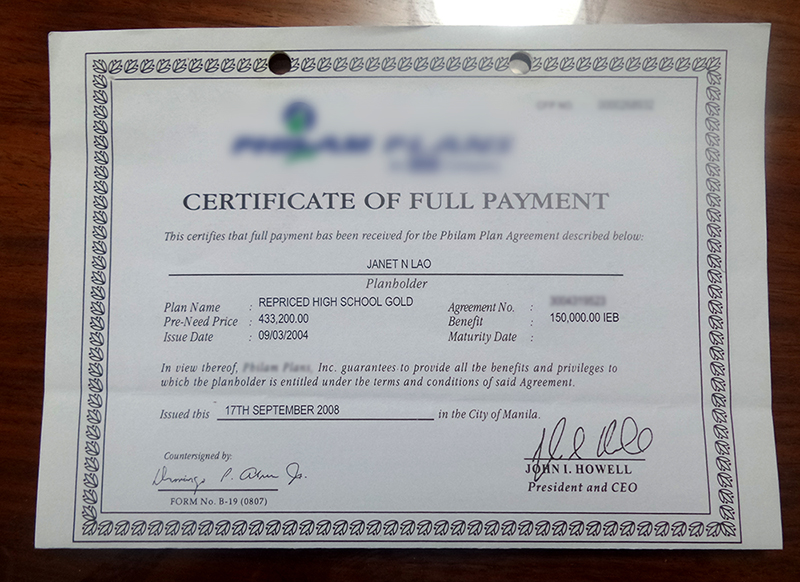 PHILAM PLANS
CERTIFICATE OF FULL PAYMENT
This certifies that full payment has been received for the Philam Plan Agreement described below:
JANET N LAO
Planholder
Plan Name : REPRICED HIGH SCHOOL GOLD
Agreement No. :
Pre-Need Price : 433,200.00
Benefit : 150,000.00 IEB
Issue Date : 09/03/2004
Maturity Date :
In view thereof, Philam Plans, Inc. guarantees to provide all the benefits and privileges to
which the planholder is entitled under the terms and conditions of said Agreement.
Issued this 17TH SEPTEMBER 2008 in the City of Manila.
Countersigned by:
JOHN I. HOWELL
President and CEO
FORM No. B-19 (0807)